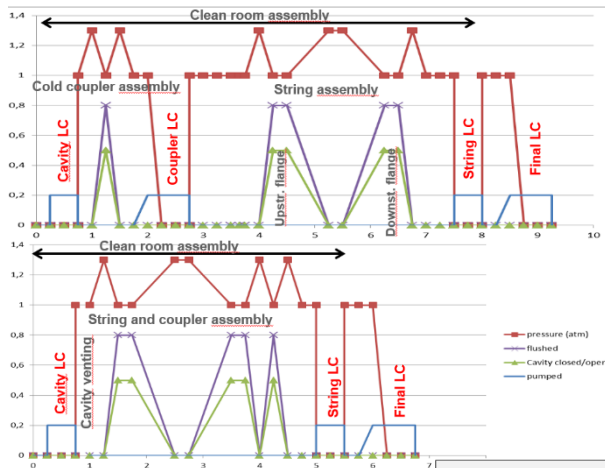 Clean room assembly
1,4
1,2
1
0,8
0,6
0,4
0,2
0
Cold coupler assembly
String assembly
Cavity LC
Coupler LC
Upstr. flange
Downst. flange
String LC
Final LC
0 1 2 3 4 5 6 7 8 9 10
Clean room assembly
1,4
1,2
1
0,8
0,6
0,4
0,2
0
String and coupler assembly
Cavity LC
Cavity venting
String LC
Final LC
0 1 2 3 4 5 6 7
pressure (atm)
flushed
Cavity closed/open
pumped